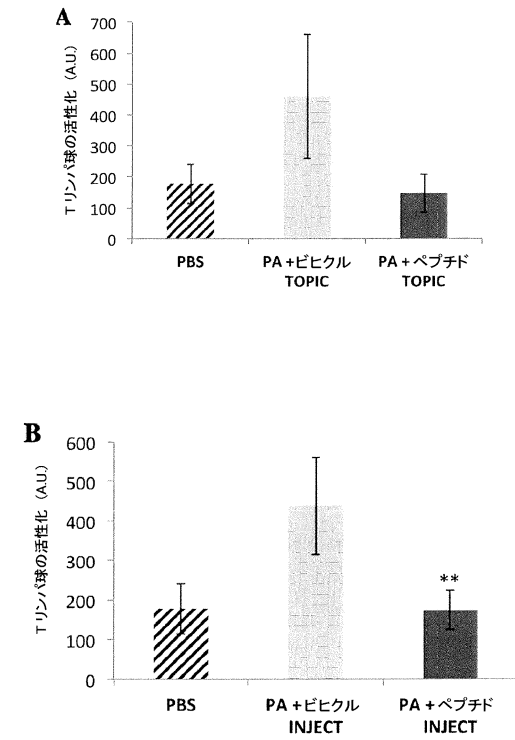 A
Tリンパ球の活性化 (A.U.)
700
600
500
400
300
200
100
0
PBS
PA +ビヒクル
TOPIC
PA + ペプチド
TOPIC
B
Tリンパ球の活性化 (A.U.)
600
500
400
300
200
100
0
**
PBS
PA +ビヒクル
INJECT
PA + ペプチド
INJECT